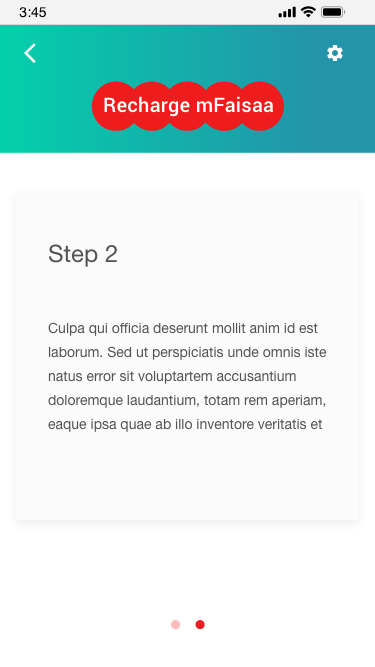 3:45
Recharge mFaisaa
Step 2
Culpa qui officia deserunt mollit anim id est
laborum. Sed ut perspiciatis unde omnis iste
natus error sit voluptartem accusantium
doloremque laudantium, totam rem aperiam,
eaque ipsa quae ab illo inventore veritatis et